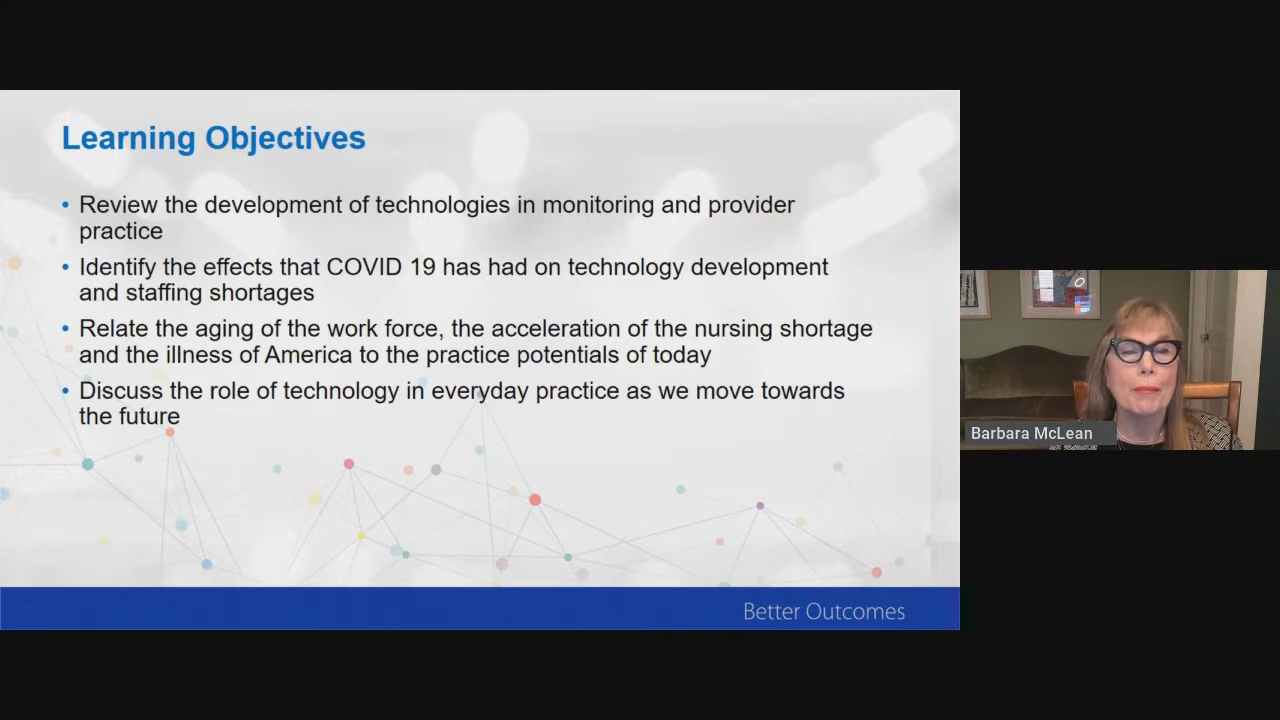 Learning Objectives
• Review the development of technologies in monitoring and provider
practice
• Identify the effects that COVID 19 has had on technology development
and staffing shortages
• Relate the aging of the work force, the acceleration of the nursing shortage
and the illness of America to the practice potentials of today
• Discuss the role of technology in everyday practice as we move towards
the future
Better Outcomes
Barbara McLean